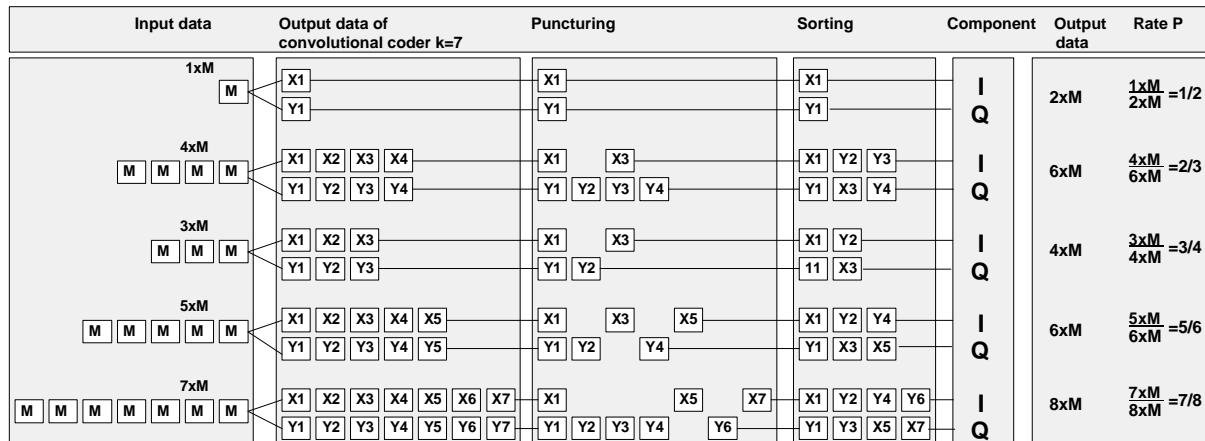 Input data Output data of Puncturing Sorting Component Output Rate P
convolutional coder k=7 data
1xM
X1 X1 X1 I 1xM
M 2xM =1/2
Y1 Y1 Y1 Q 2xM
4xM
X1 X2 X3 X4 X1 X3 X1 Y2 Y3 I 4xM
M M M M 6xM =2/3
Y1 Y2 Y3 Y4 Y1 Y2 Y3 Y4 Y1 X3 Y4 Q 6xM
3xM
X1 X2 X3 X1 X3 X1 Y2 I 3xM
M M M 4xM =3/4
Y1 Y2 Y3 Y1 Y2 11 X3 Q 4xM
5xM
X1 X2 X3 X4 X5 X1 X3 X5 X1 Y2 Y4 I 5xM
M M M M M 6xM =5/6
Y1 Y2 Y3 Y4 Y5 Y1 Y2 Y4 Y1 X3 X5 Q 6xM
7xM
X1 X2 X3 X4 X5 X6 X7 X1 X5 X7 X1 Y2 Y4 Y6 I 7xM
M M M M M M M 8xM =7/8
Y1 Y2 Y3 Y4 Y5 Y6 Y7 Y1 Y2 Y3 Y4 Y6 Y1 Y3 X5 X7 Q 8xM